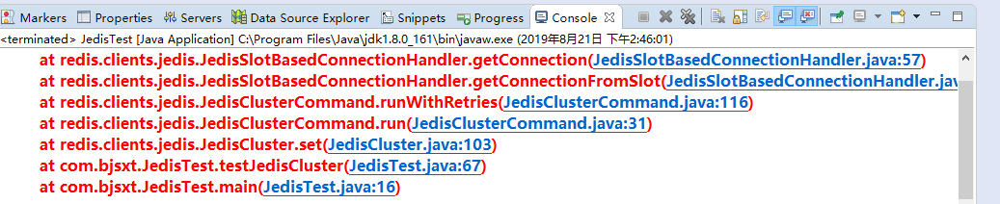 Markers Properties Servers Data Source Explorer Snippets Progress Console
<terminated> JedisTest [Java Application] C:\Program Files\Java\jdk1.8.0_161\bin\javaw.exe (2019年8月21日 下午2:46:01)
at redis.clients.jedis.JedisSlotBasedConnectionHandler.getConnection(JedisSlotBasedConnectionHandler.java:57)
at redis.clients.jedis.JedisSlotBasedConnectionHandler.getConnectionFromSlot(JedisSlotBasedConnectionHandler.jav
at redis.clients.jedis.JedisClusterCommand.runWithRetries(JedisClusterCommand.java:116)
at redis.clients.jedis.JedisClusterCommand.run(JedisClusterCommand.java:31)
at redis.clients.jedis.JedisCluster.set(JedisCluster.java:103)
at com.bjsxt.JedisTest.testJedisCluster(JedisTest.java:67)
at com.bjsxt.JedisTest.main(JedisTest.java:16)